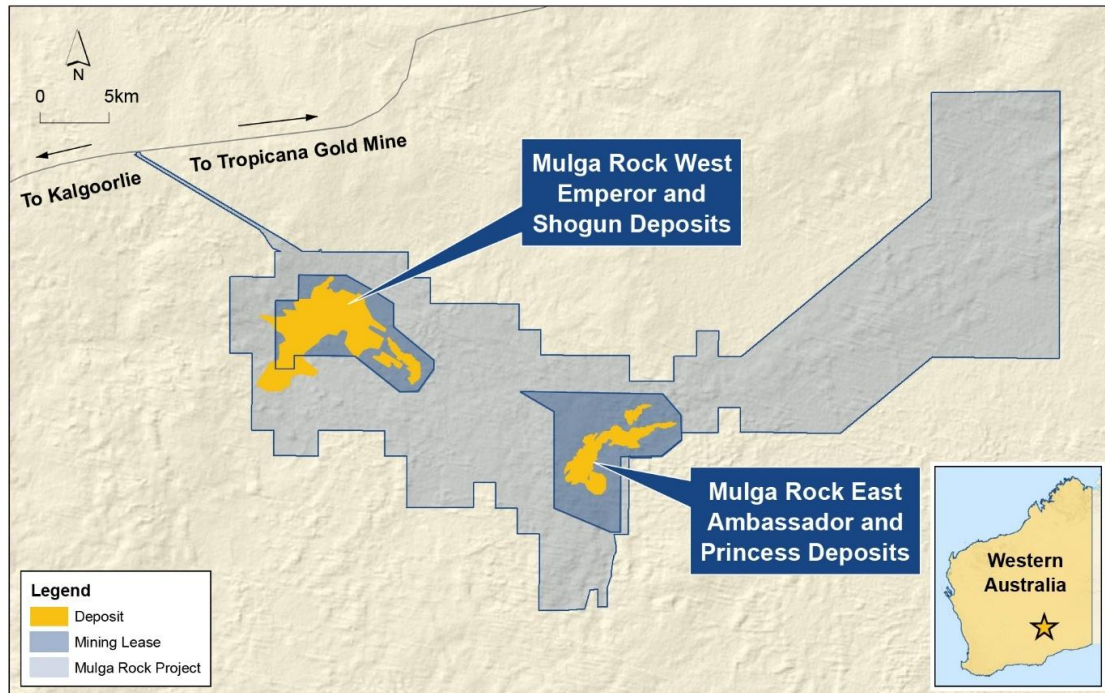 N
0 5km
To Tropicana Gold Mine
To Kalgoorlie
Mulga Rock West
Emperor and
Shogun Deposits
Mulga Rock East
Ambassador and
Princess Deposits
Legend
Deposit
Mining Lease
Mulga Rock Project
Western
Australia